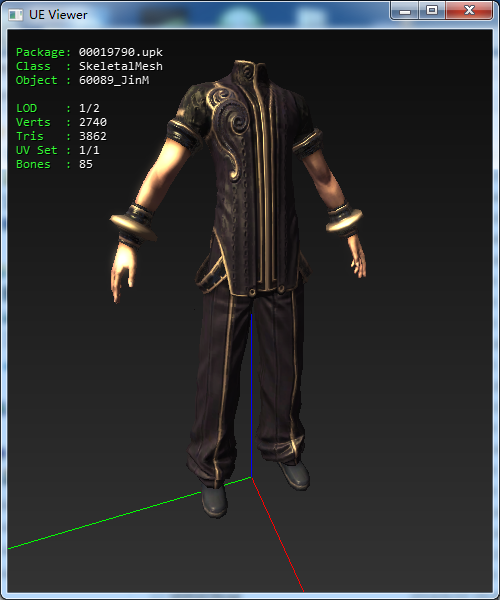 UE Viewer
Package: 00019790.upk
Class  : SkeletalMesh
Object : 60089_JinM
LOD    : 1/2
Verts  : 2740
Tris   : 3862
UV Set : 1/1
Bones  : 85